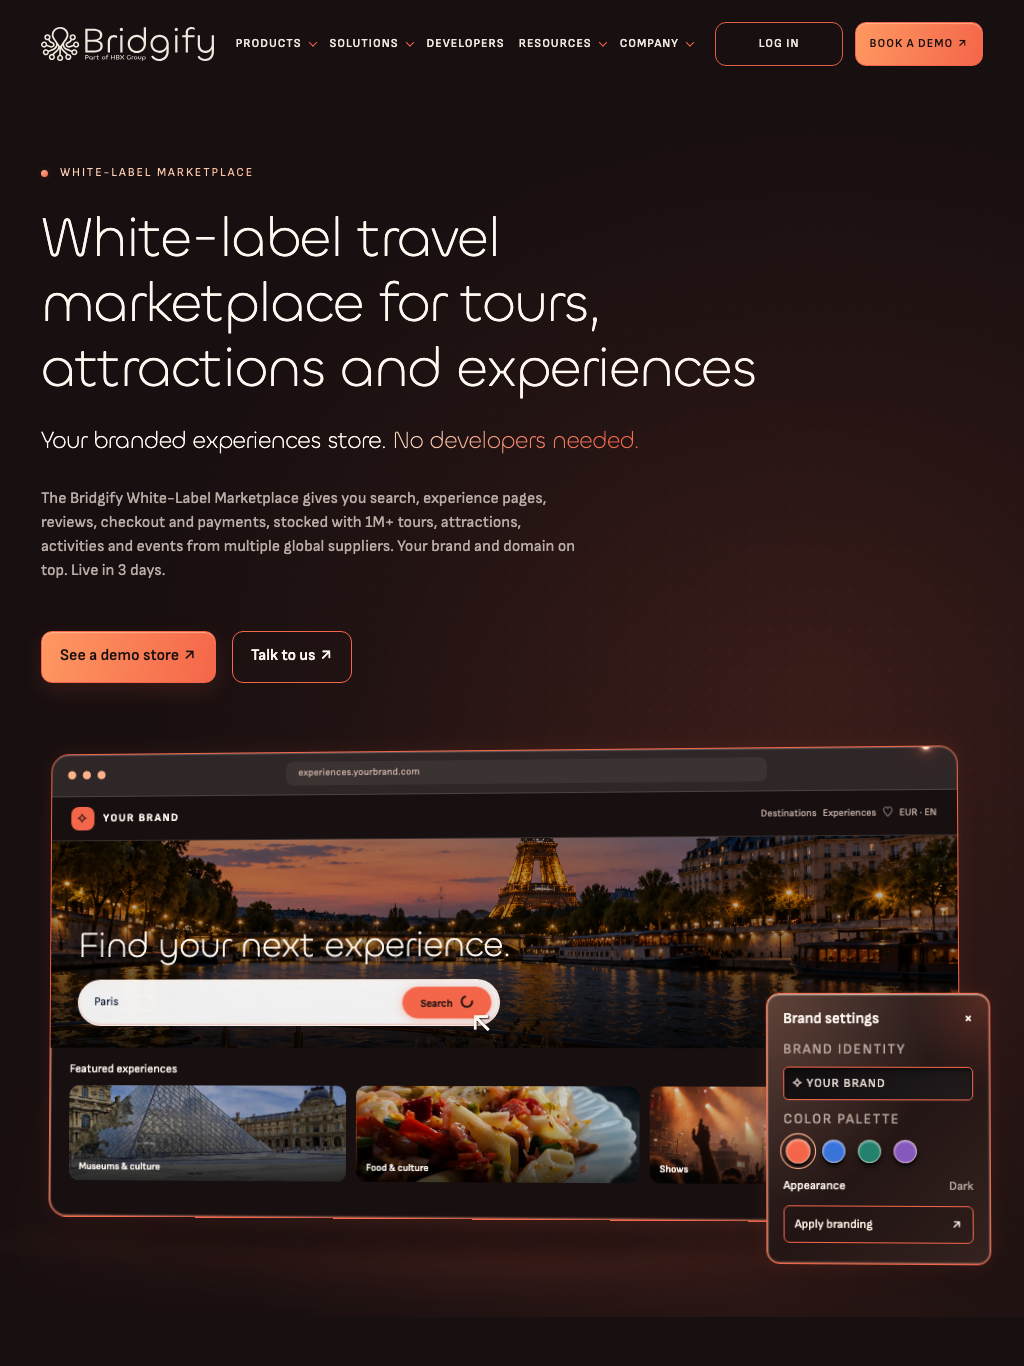 Bridgify
Part of HBX Group
PRODUCTS
SOLUTIONS
DEVELOPERS
RESOURCES
COMPANY
LOG IN
BOOK A DEMO
WHITE-LABEL MARKETPLACE
White-label travel
marketplace for tours,
attractions and experiences
Your branded experiences store. No developers needed.
The Bridgify White-Label Marketplace gives you search, experience pages,
reviews, checkout and payments, stocked with 1M+ tours, attractions,
activities and events from multiple global suppliers. Your brand and domain on
top. Live in 3 days.
See a demo store
Talk to us
experiences.yourbrand.com
YOUR BRAND
Destinations Experiences EUR · EN
Find your next experience.
Paris
Search
Featured experiences
Museums & culture
Food & culture
Shows
Brand settings
BRAND IDENTITY
YOUR BRAND
COLOR PALETTE
Appearance Dark
Apply branding